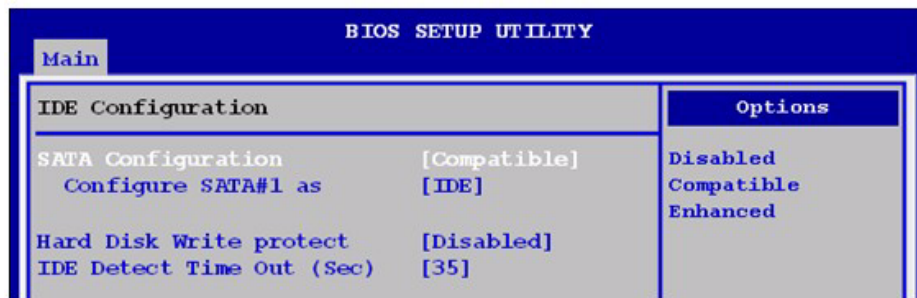 BIOS SETUP UTILITY
Main
IDE Configuration
Options
SATA Configuration [Compatible]
Configure SATA#1 as [IDE]
Hard Disk Write protect [Disabled]
IDE Detect Time Out (Sec) [35]
Disabled
Compatible
Enhanced